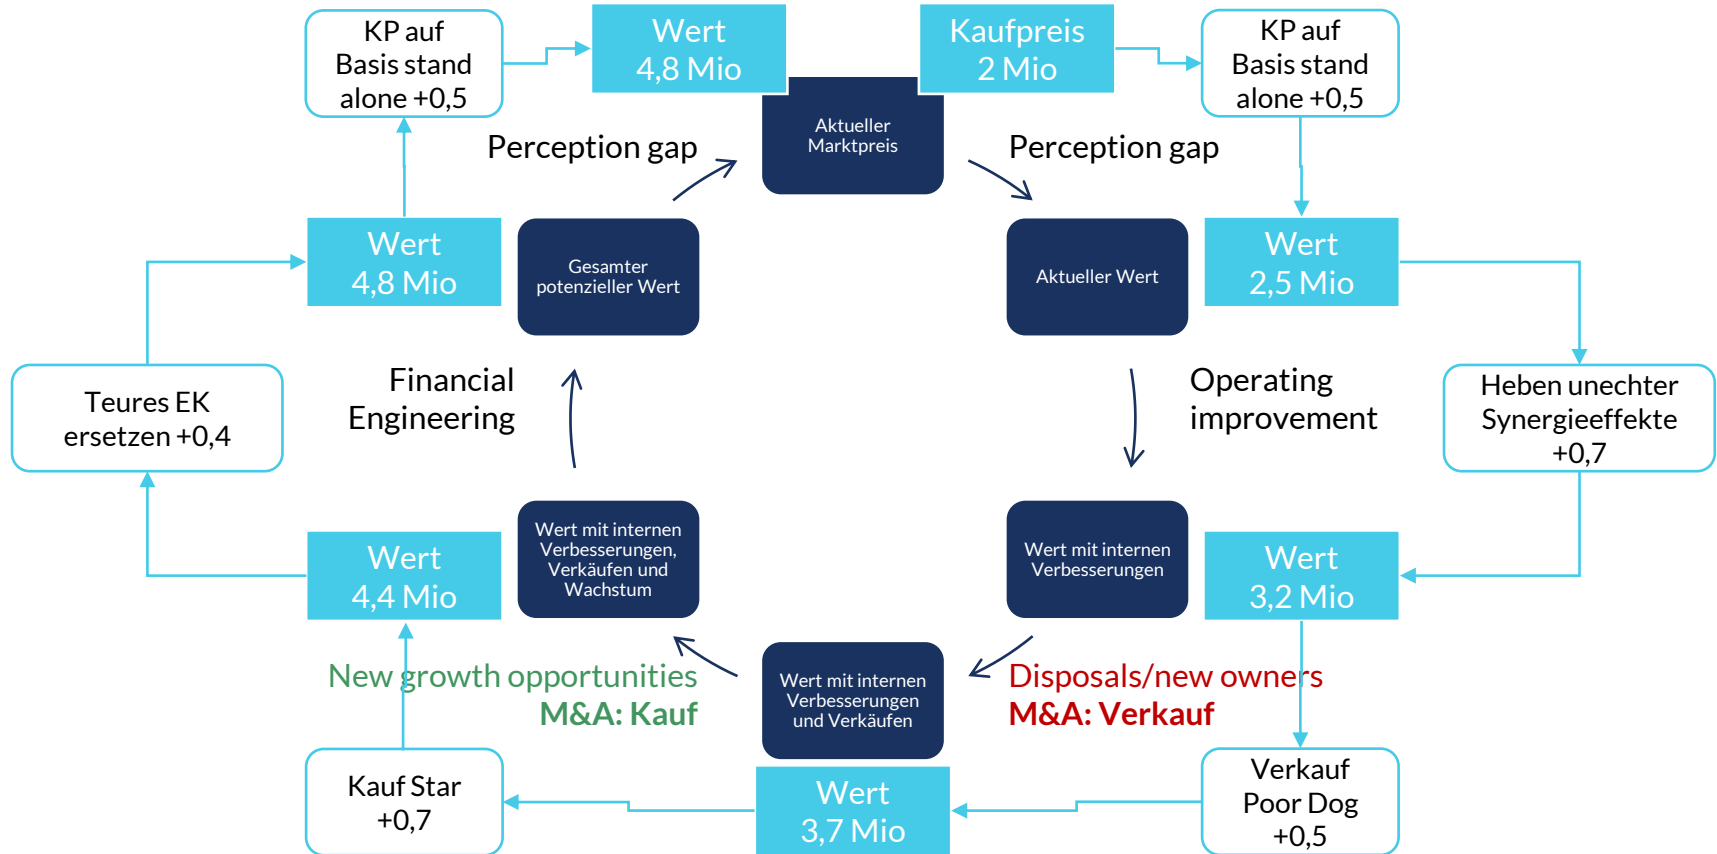 KP auf
Basis stand
alone +0,5
Wert
4,8 Mio
Kaufpreis
2 Mio
KP auf
Basis stand
alone +0,5
Aktueller
Marktpreis
Perception gap
Perception gap
Wert
4,8 Mio
Gesamter
potenzieller Wert
Aktueller Wert
Wert
2,5 Mio
Teures EK
ersetzen +0,4
Financial
Engineering
Operating
improvement
Heben unechter
Synergieeffekte
+0,7
Wert
4,4 Mio
Wert mit internen
Verbesserungen,
Verkäufen und
Wachstum
Wert mit internen
Verbesserungen
Wert
3,2 Mio
New growth opportunities
M&A: Kauf
Wert mit internen
Verbesserungen
und Verkäufen
Disposals/new owners
M&A: Verkauf
Kauf Star
+0,7
Wert
3,7 Mio
Verkauf
Poor Dog
+0,5